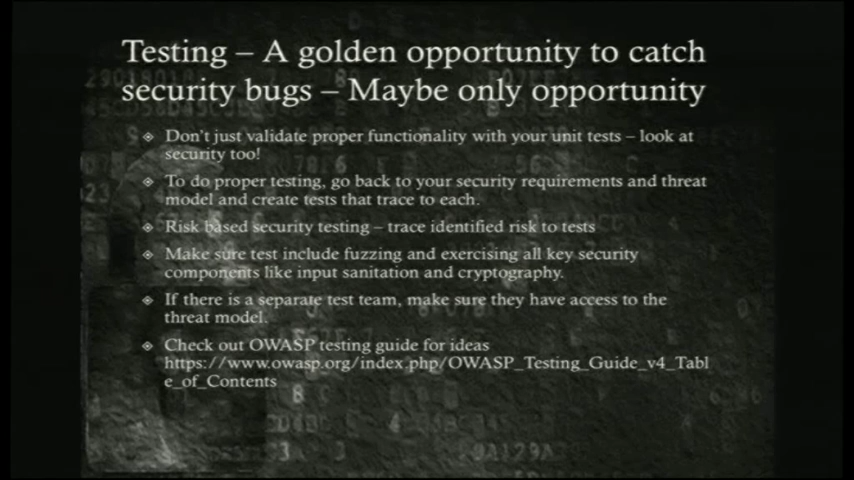 Testing – A golden opportunity to catch
security bugs – Maybe only opportunity
Don't just validate proper functionality with your unit tests – look at
security too!
To do proper testing, go back to your security requirements and threat
model and create tests that trace to each.
Risk based security testing – trace identified risk to tests
Make sure test include fuzzing and exercising all key security
components like input sanitation and cryptography.
If there is a separate test team, make sure they have access to the
threat model.
Check out OWASP testing guide for ideas
https://www.owasp.org/index.php/OWASP_Testing_Guide_v4_Tabl
e_of_Contents